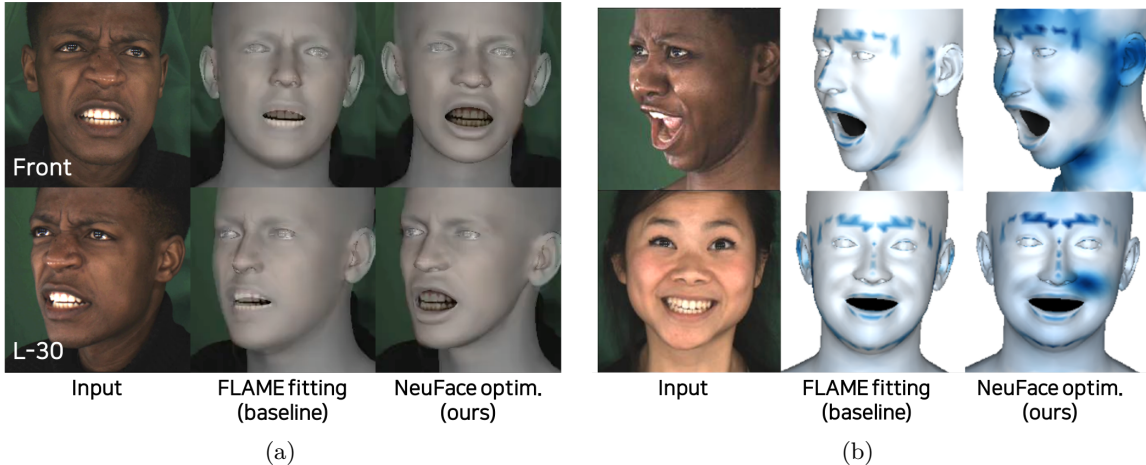 Front
L-30
Input
FLAME fitting
(baseline)
NeuFace optim.
(ours)
(a)
Input
FLAME fitting
(baseline)
NeuFace optim.
(ours)
(b)